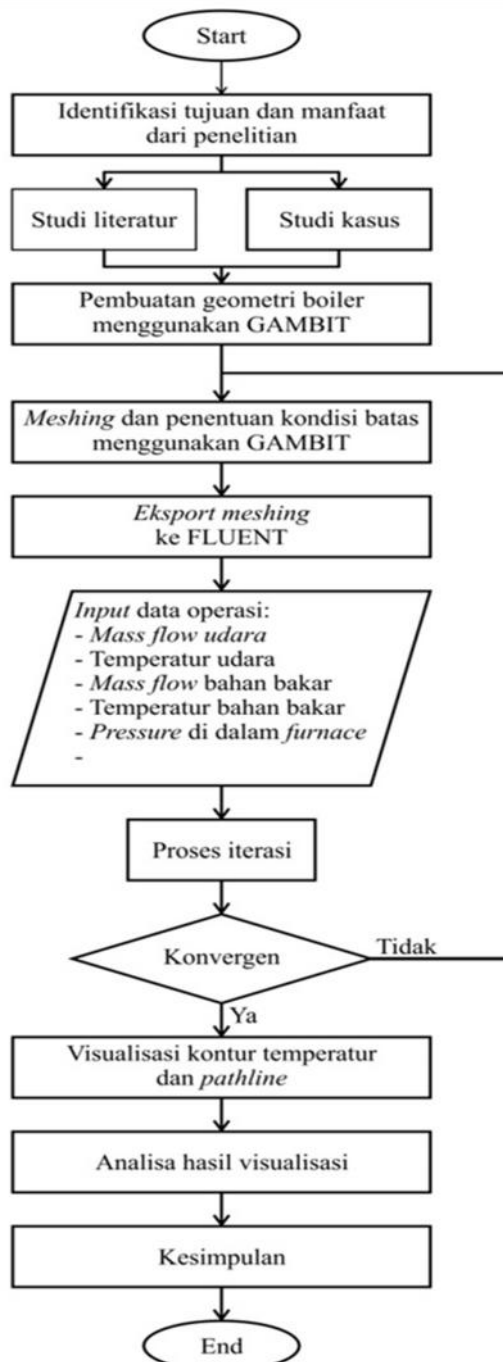 Start
Identifikasi tujuan dan manfaat
dari penelitian
Studi literatur
Studi kasus
Pembuatan geometri boiler
menggunakan GAMBIT
Meshing dan penentuan kondisi batas
menggunakan GAMBIT
Eksport meshing
ke FLUENT
Input data operasi:
- Mass flow udara
- Temperatur udara
- Mass flow bahan bakar
- Temperatur bahan bakar
- Pressure di dalam furnace
-
Proses iterasi
Konvergen
Tidak
Ya
Visualisasi kontur temperatur
dan pathline
Analisa hasil visualisasi
Kesimpulan
End